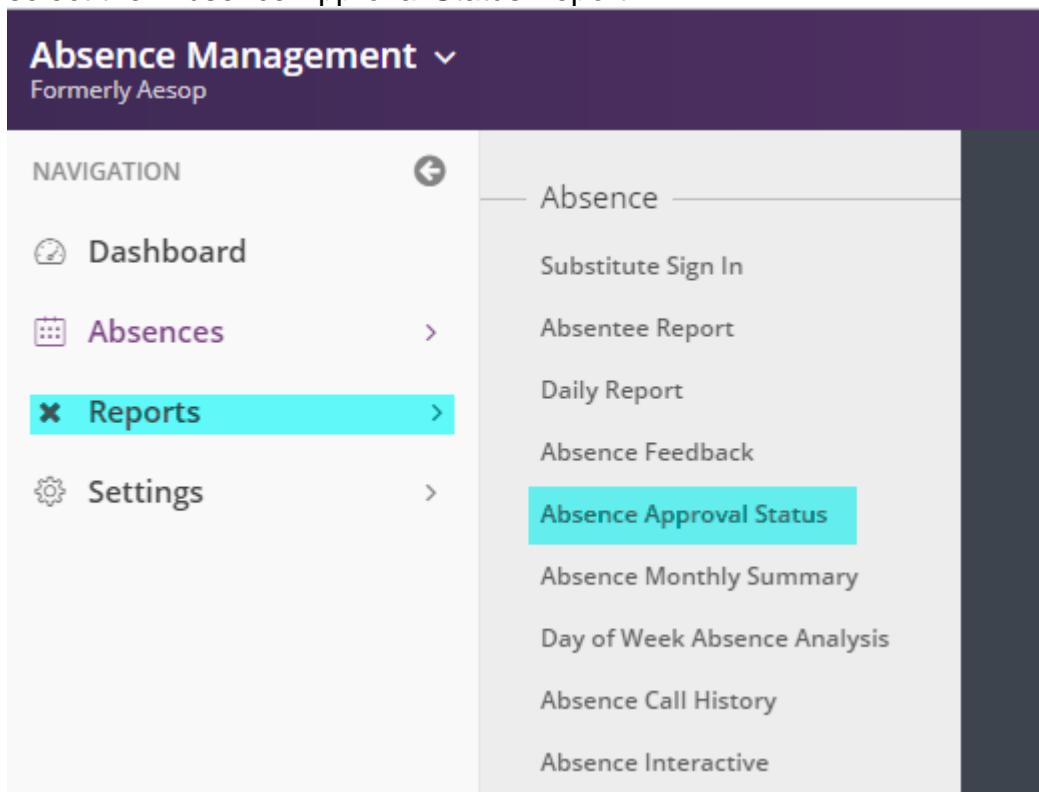 Absence Management
Formerly Aesop
NAVIGATION
Dashboard
Absences
Reports
Settings
Absence
Substitute Sign In
Absentee Report
Daily Report
Absence Feedback
Absence Approval Status
Absence Monthly Summary
Day of Week Absence Analysis
Absence Call History
Absence Interactive